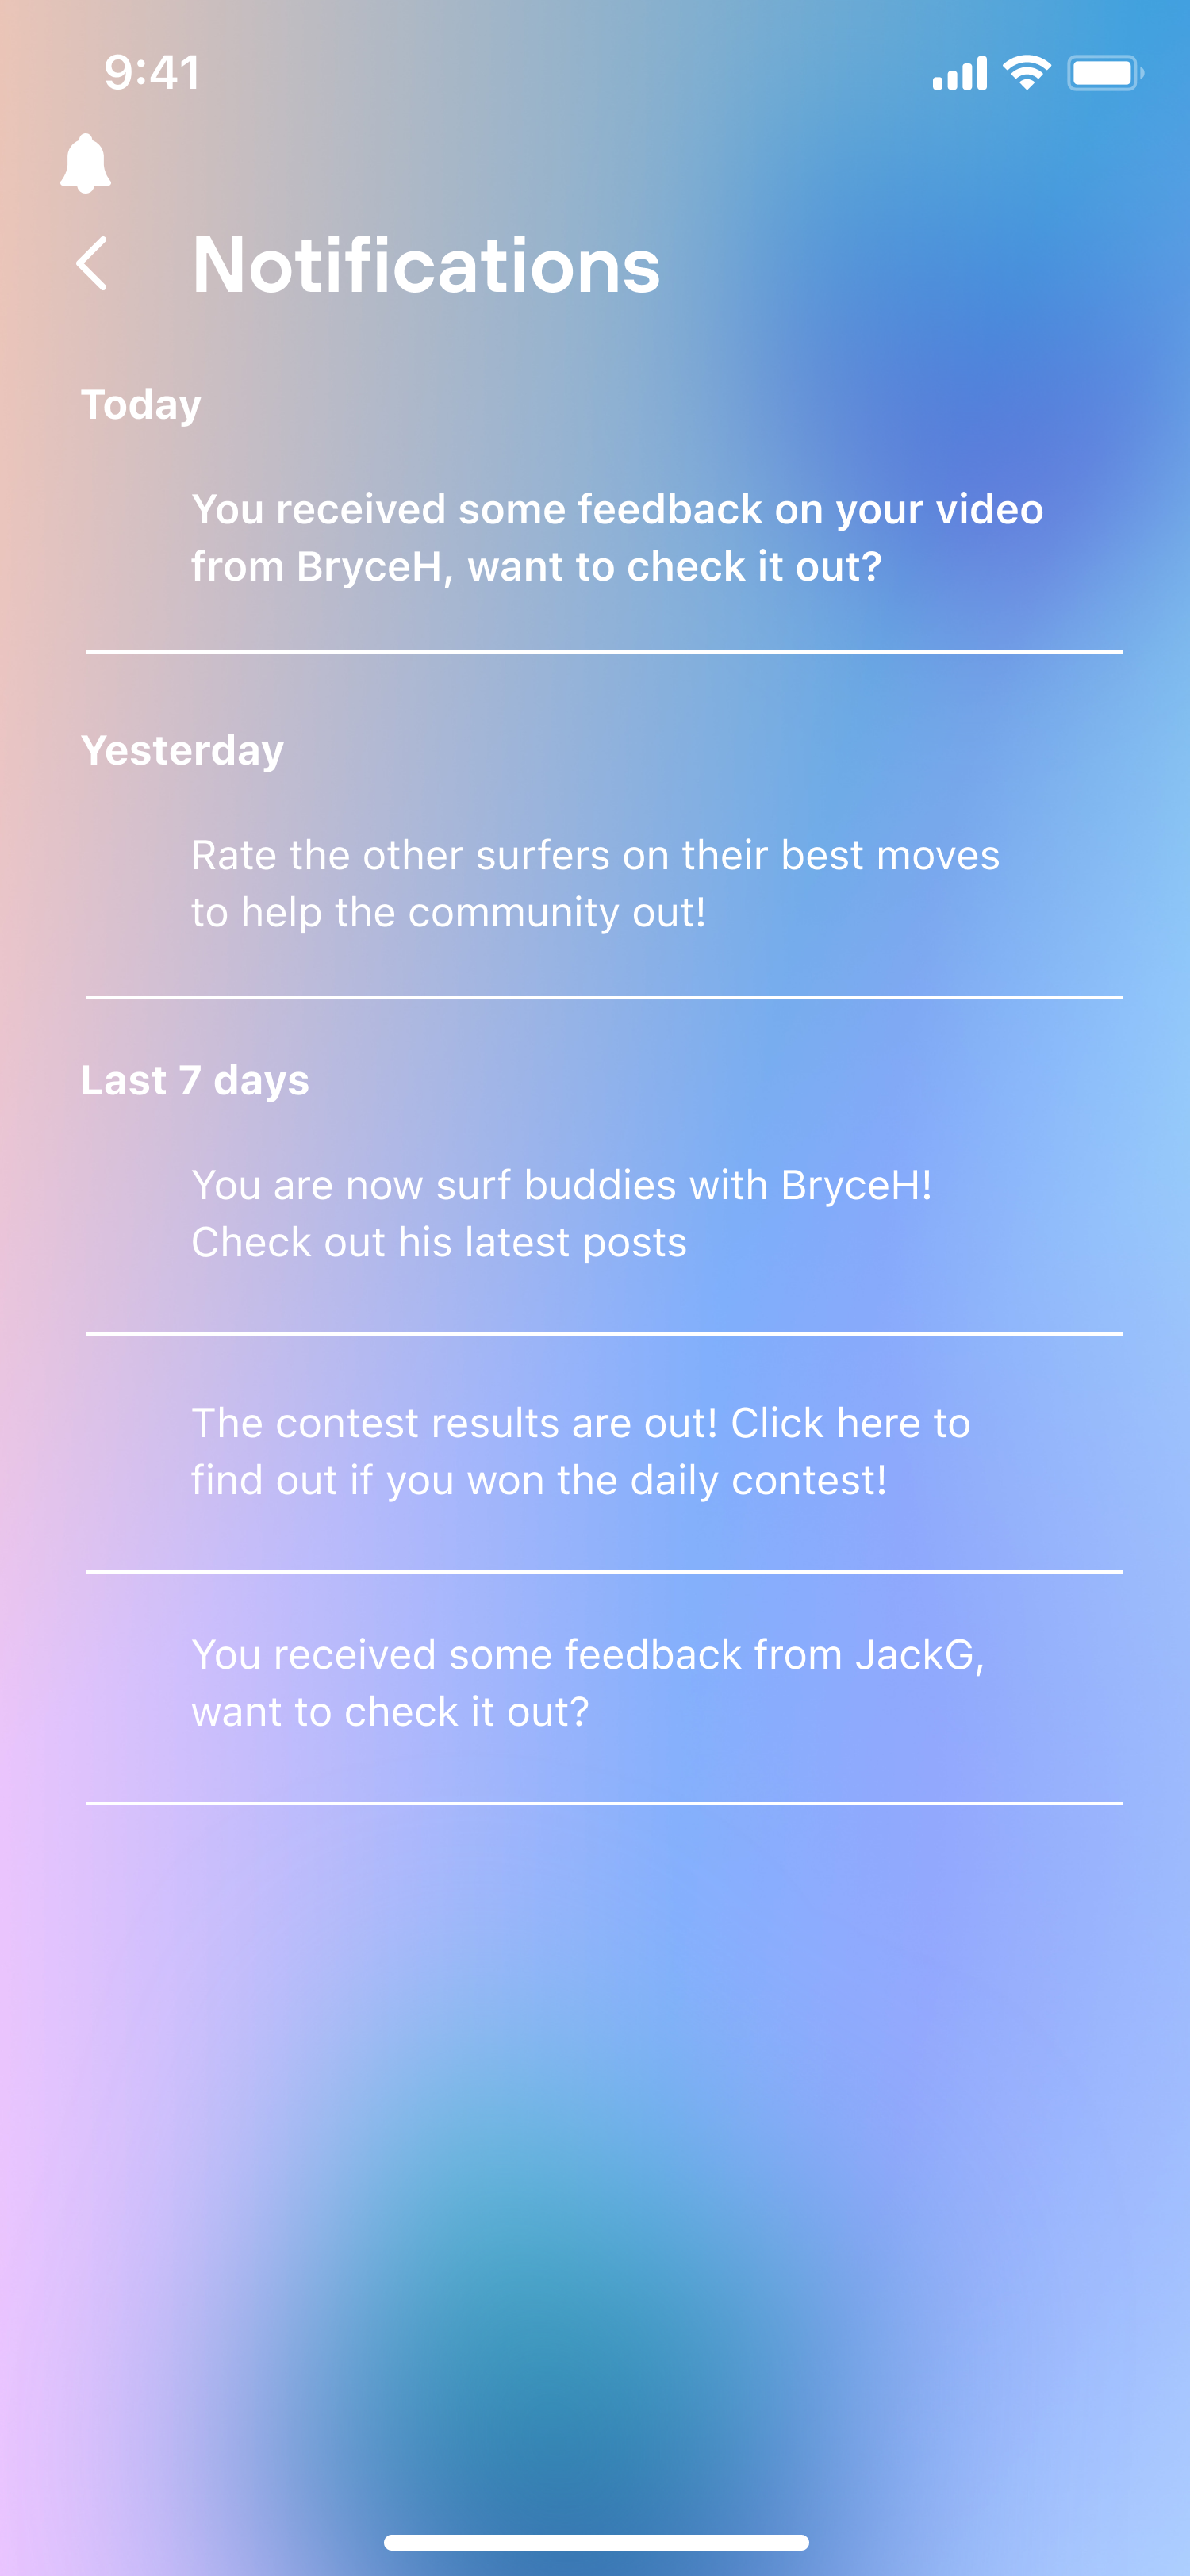 9:41
Notifications
Today
You received some feedback on your video
from BryceH, want to check it out?
Yesterday
Rate the other surfers on their best moves
to help the community out!
Last 7 days
You are now surf buddies with BryceH!
Check out his latest posts
The contest results are out! Click here to
find out if you won the daily contest!
You received some feedback from JackG,
want to check it out?